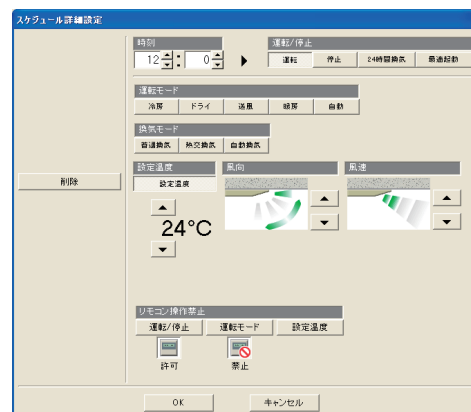 スケジュール詳細設定
時刻
運転/停止
12 : 0
運転 停止 24時間換気 最適起動
運転モード
冷房 ドライ 送風 暖房 自動
換気モード
普通換気 熱交換気 自動換気
設定温度 風向 風速
設定温度
削除
24°C
リモコン操作禁止
運転/停止 運転モード 設定温度
許可 禁止
OK キャンセル